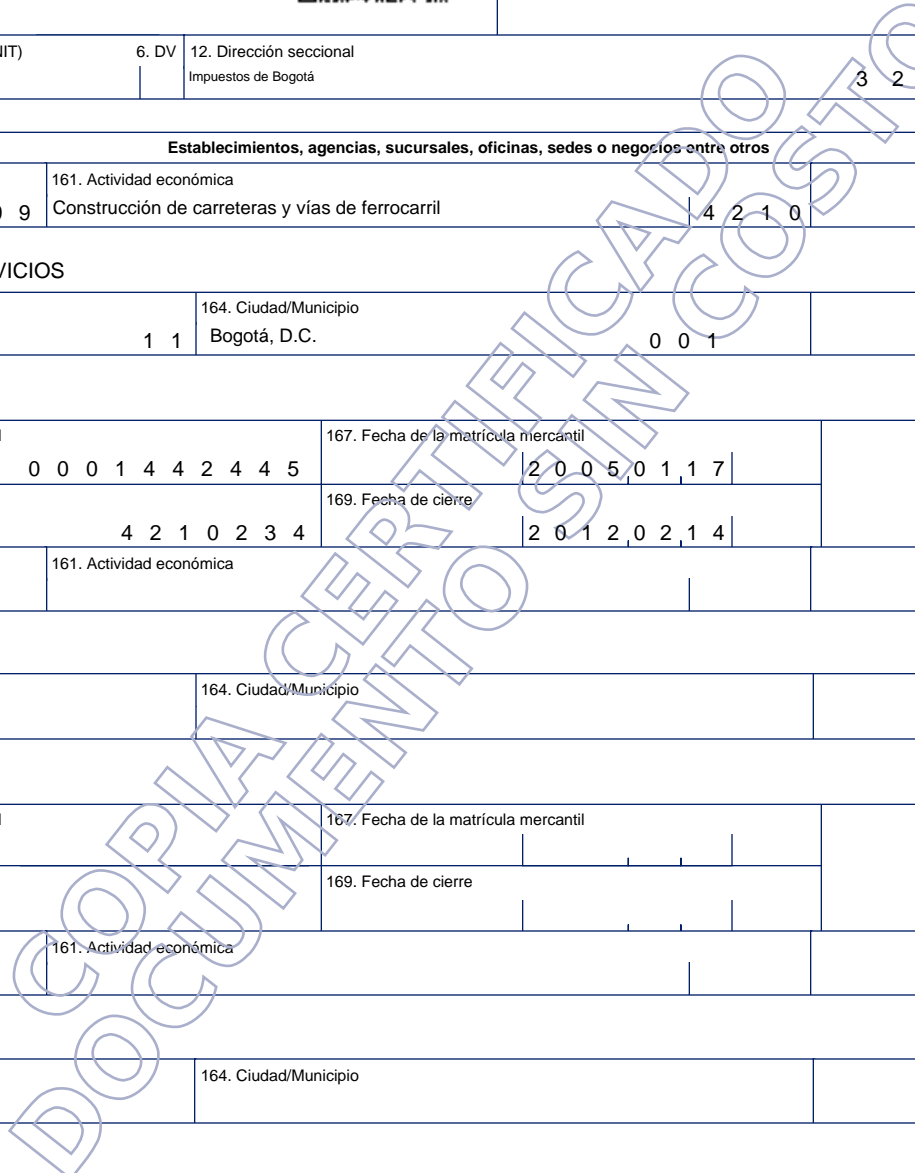 NIT) 6. DV 12. Dirección seccional
Impuestos de Bogotá 3 2
Establecimientos, agencias, sucursales, oficinas, sedes o negocios entre otros
161. Actividad económica
9 Construcción de carreteras y vías de ferrocarril 4 2 1 0
VICIOS
164. Ciudad/Municipio
1 1 Bogotá, D.C. 0 0 1
167. Fecha de la matrícula mercantil
0 0 0 1 4 4 2 4 4 5 2 0 0 5 0 1 1 7
169. Fecha de cierre
4 2 1 0 2 3 4 2 0 1 2 0 2 1 4
161. Actividad económica
164. Ciudad/Municipio
167. Fecha de la matrícula mercantil
169. Fecha de cierre
161. Actividad económica
164. Ciudad/Municipio
COPIA CERTIFICADO
DOCUMENTO SIN COSTO